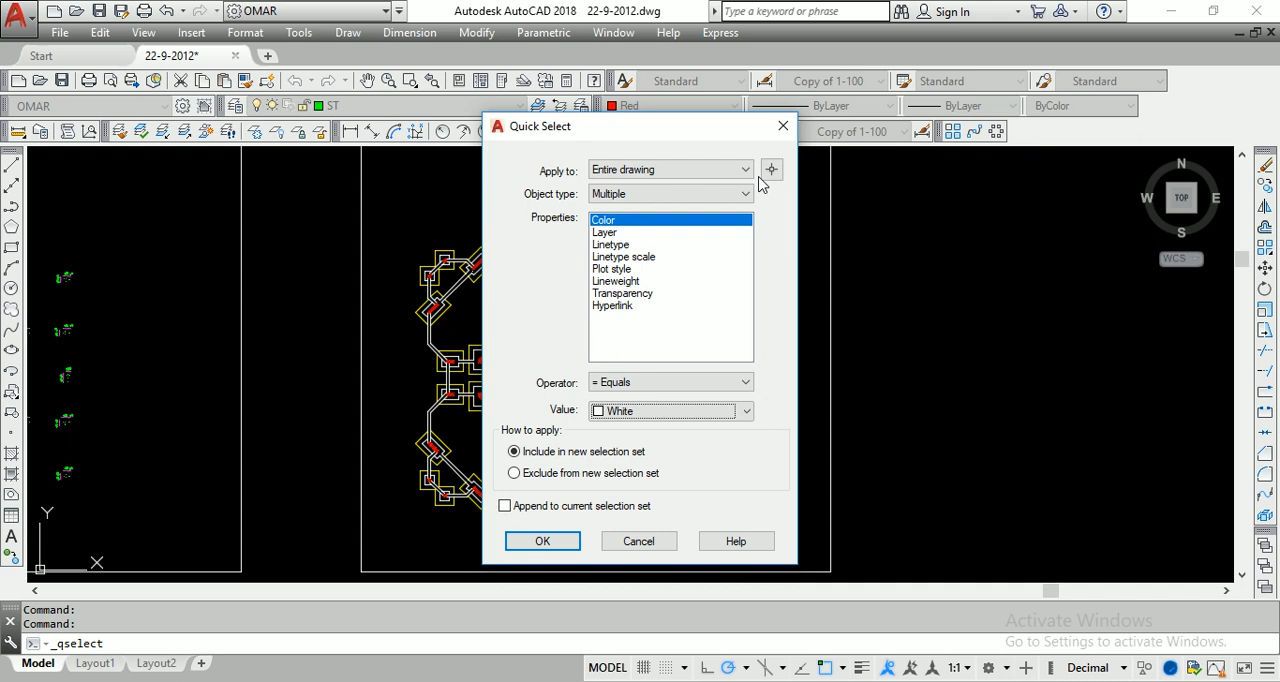 OMAR
Autodesk AutoCAD 2018 22-9-2012.dwg
Type a keyword or phrase
Sign In
File Edit View Insert Format Tools Draw Dimension Modify Parametric Window Help Express
Start
22-9-2012*
Standard
Copy of 1-100
Standard
Standard
OMAR
ST
Red
ByLayer
ByLayer
ByColor
Copy of 1-100
Quick Select
Apply to: Entire drawing
Object type: Multiple
Properties: Color
Layer
Linetype
Linetype scale
Plot style
Lineweight
Transparency
Hyperlink
Operator: = Equals
Value: White
How to apply:
Include in new selection set
Exclude from new selection set
Append to current selection set
OK Cancel Help
N
W TOP E
S
WCS
Y
X
Command:
Command:
_qselect
Activate Windows
Go to Settings to activate Windows.
Model Layout1 Layout2
MODEL 1:1 Decimal